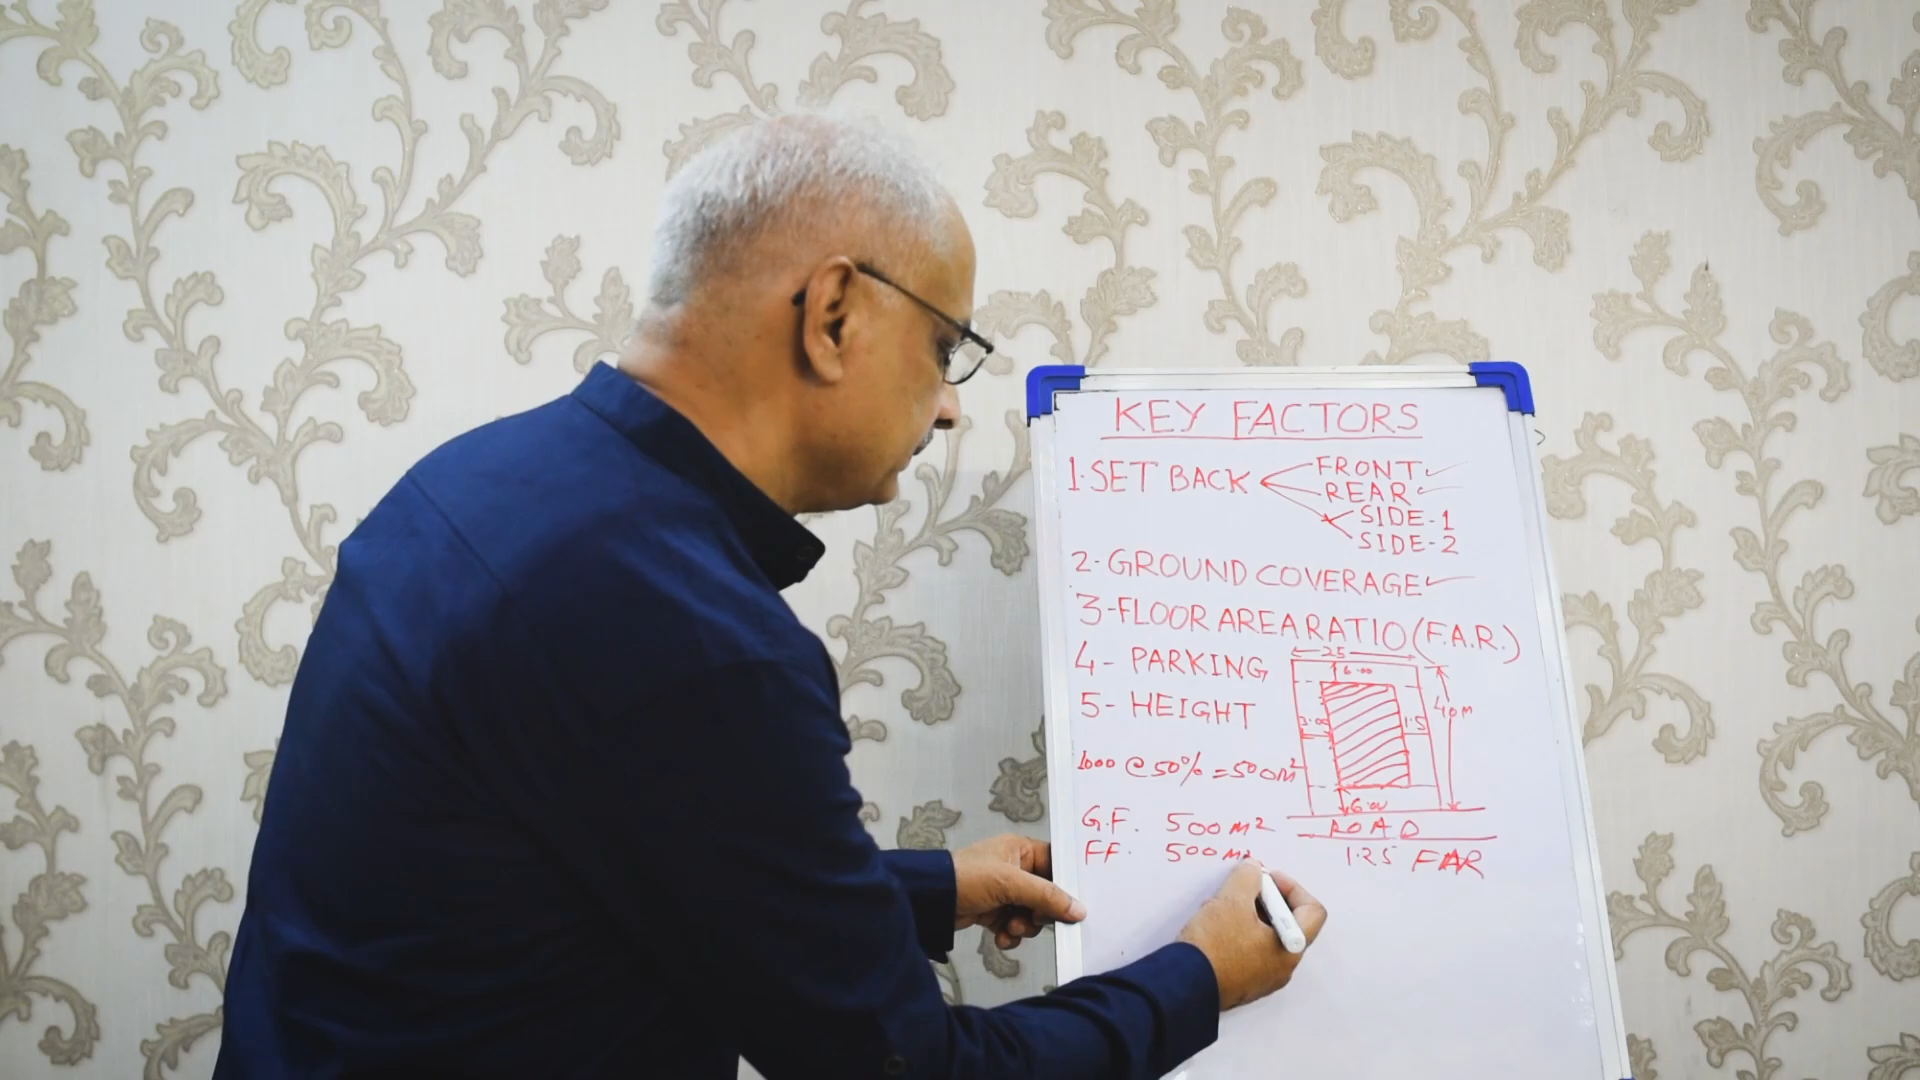 KEY FACTORS
1. SET BACK
FRONT
REAR
SIDE-1
SIDE-2
2- GROUND COVERAGE
3- FLOOR AREA RATIO (F.A.R.)
4- PARKING
5- HEIGHT
25
6.00
40M
3.00
1.5
6.00
ROAD
1000 @ 50% = 500M²
G.F. 500M²
FF. 500M²
1.25 FAR